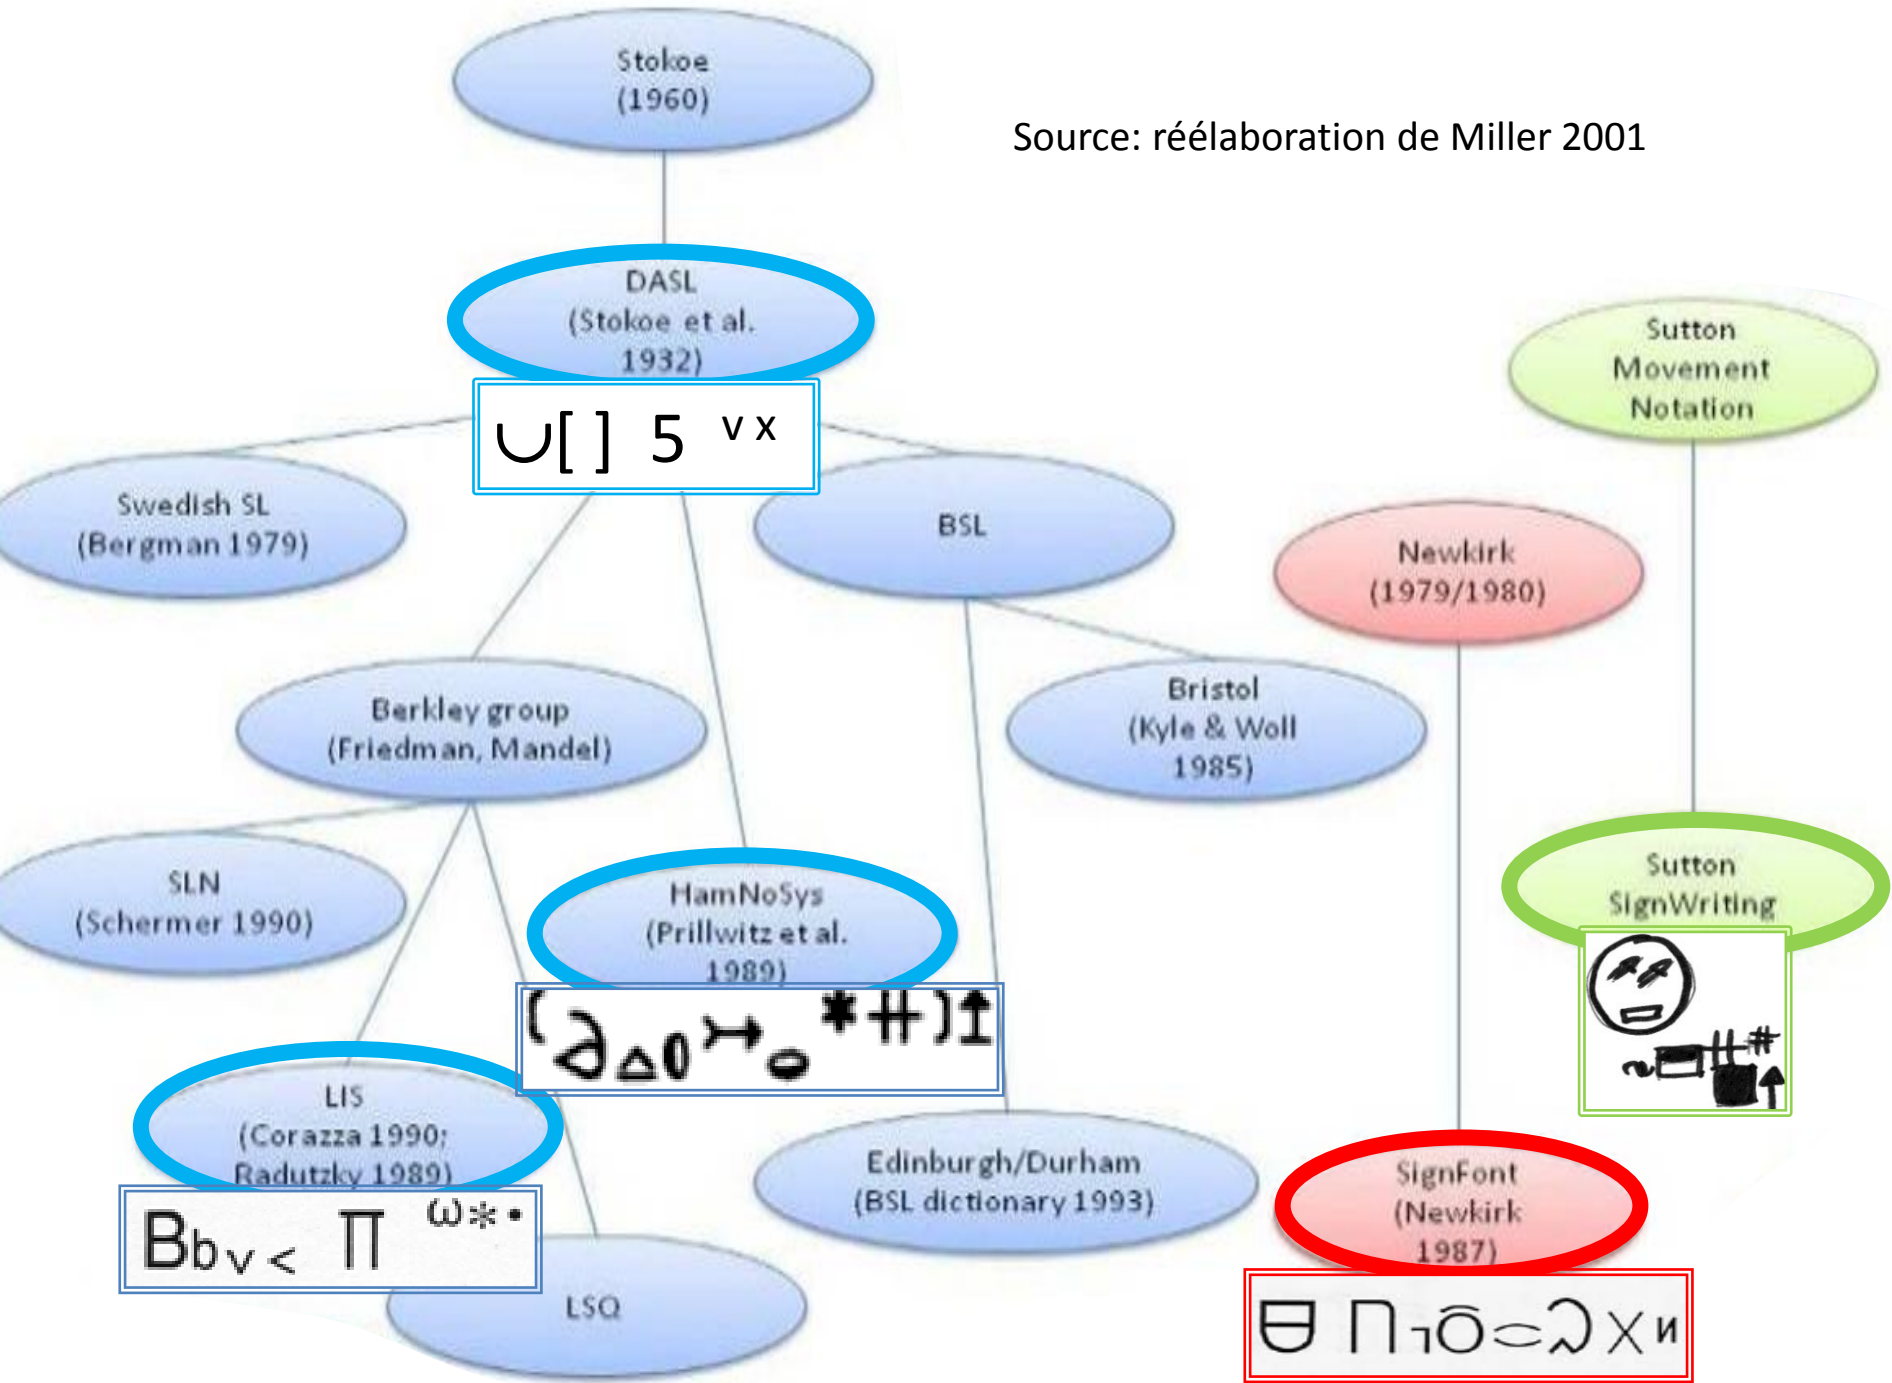 Stokoe
(1960)
Source: réélaboration de Miller 2001
DASL
(Stokoe et al.
1932)
∪[ ] 5 v x
Sutton
Movement
Notation
Swedish SL
(Bergman 1979)
BSL
Newkirk
(1979/1980)
Berkley group
(Friedman, Mandel)
Bristol
(Kyle & Woll
1985)
SLN
(Schermer 1990)
HamNoSys
(Prillwitz et al.
1989)
Sutton
SignWriting
LIS
(Corazza 1990;
Radutzky 1989)
Bb v < Π ω * •
Edinburgh/Durham
(BSL dictionary 1993)
SignFont
(Newkirk
1987)
LSQ